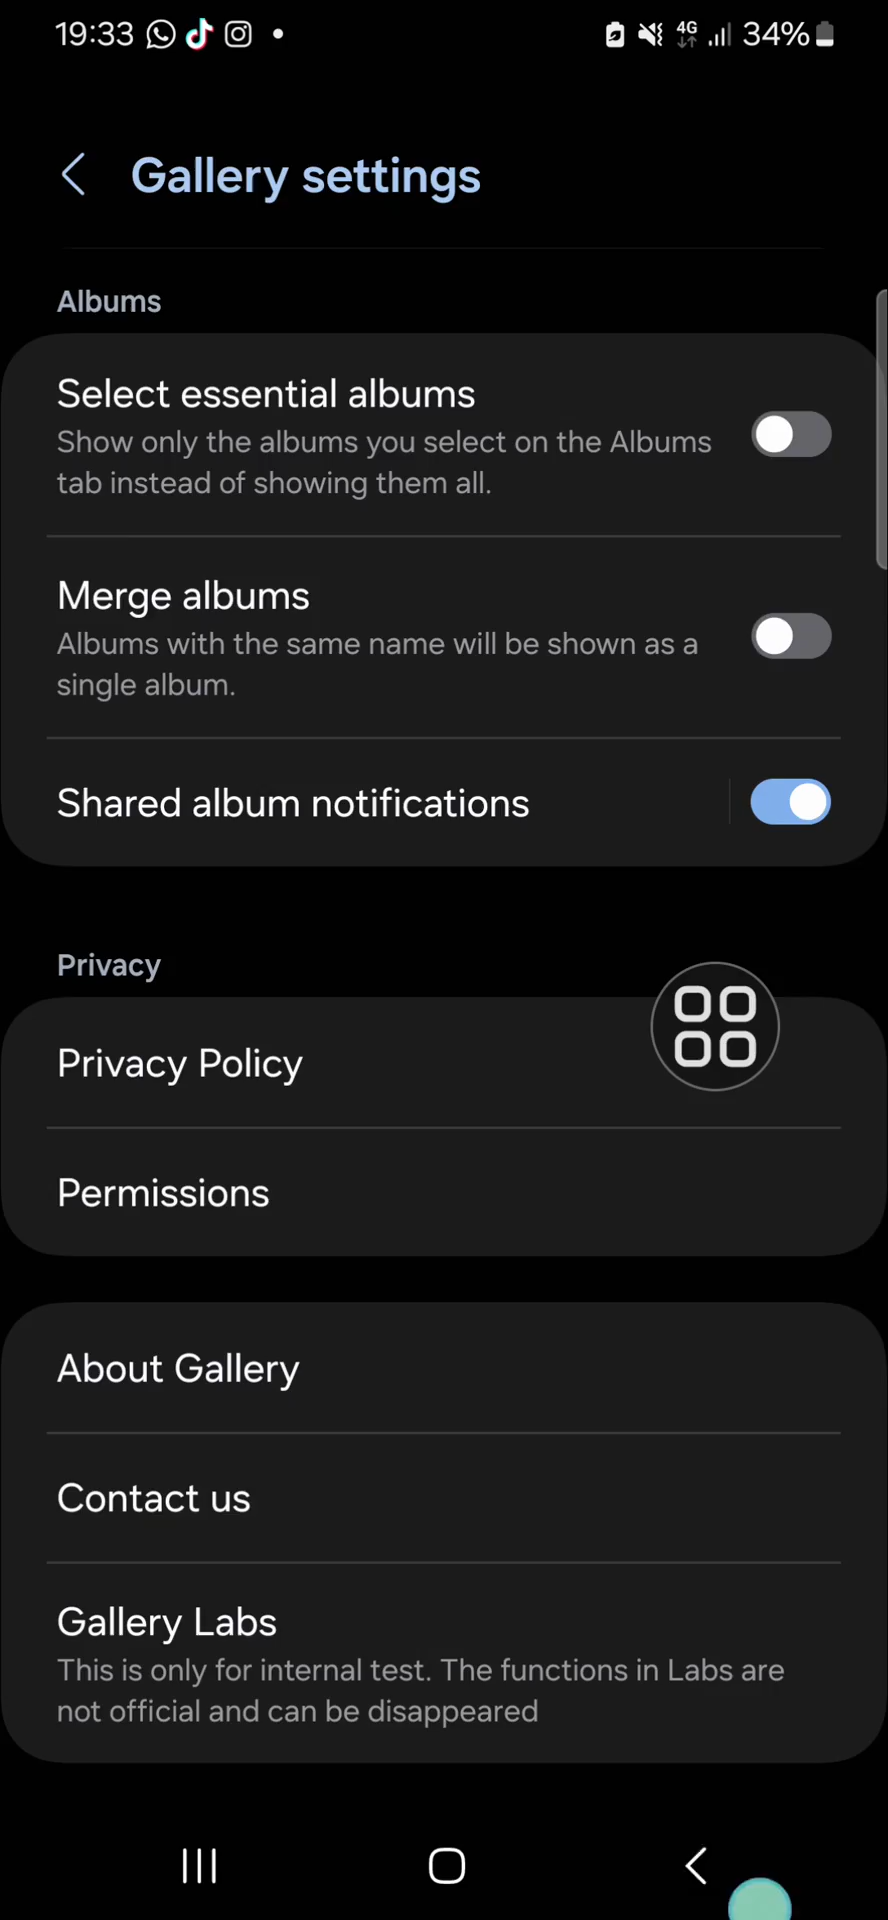 19:33
4G
34%
Gallery settings
Albums
Select essential albums
Show only the albums you select on the Albums
tab instead of showing them all.
Merge albums
Albums with the same name will be shown as a
single album.
Shared album notifications
Privacy
Privacy Policy
Permissions
About Gallery
Contact us
Gallery Labs
This is only for internal test. The functions in Labs are
not official and can be disappeared